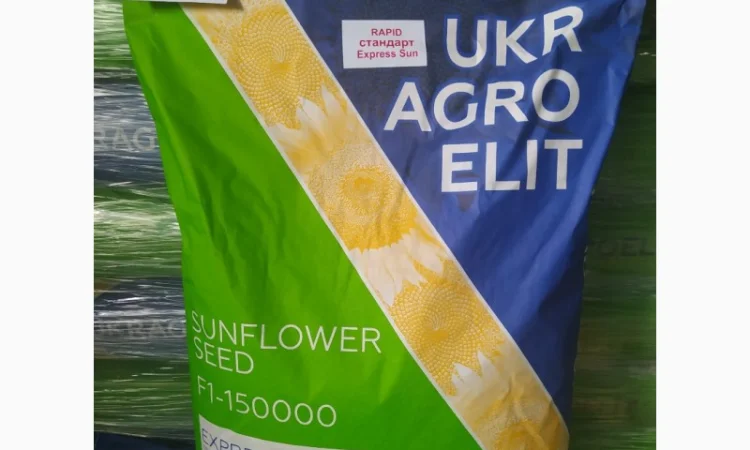 RAPID
стандарт
Express Sun
UKR
AGRO
ELIT
SUNFLOWER
SEED
F1-150000